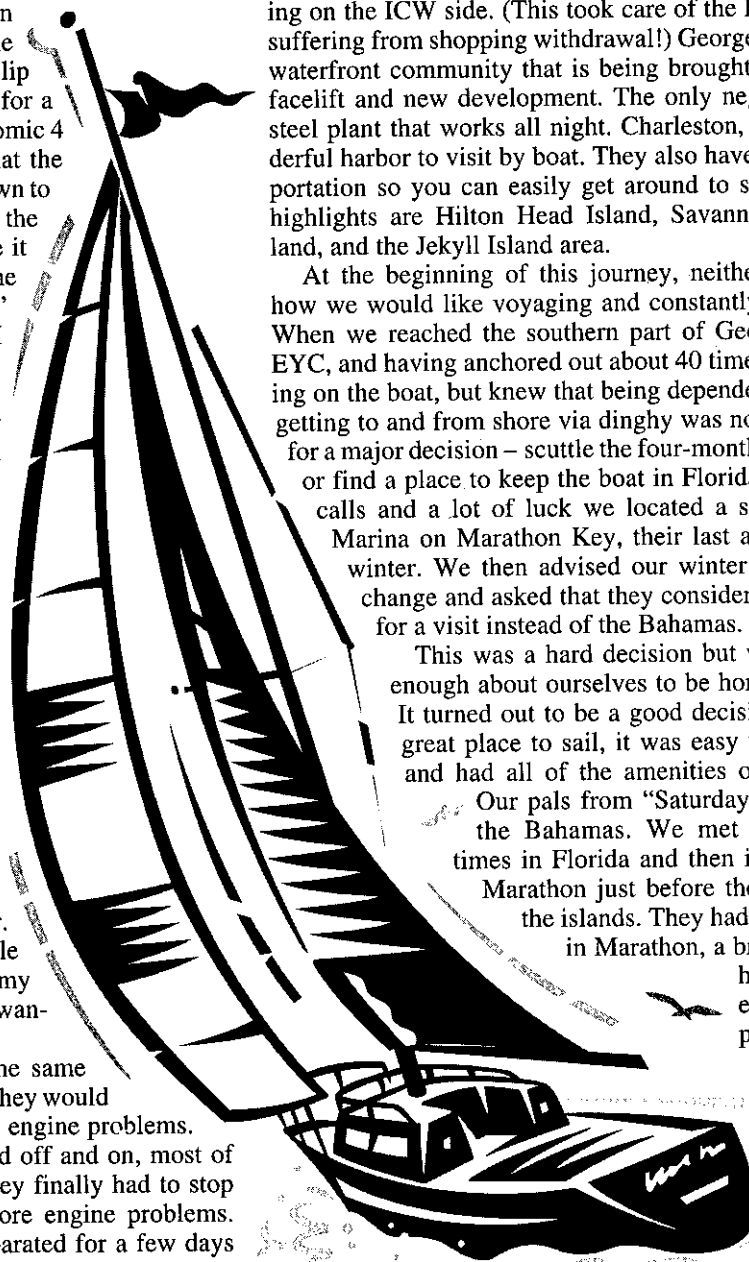 n
e
lip
for a
omic 4
at the
wn to
the
e it
ne
’
r.
le
my
wan-
ne same
hey would
engine problems.
d off and on, most of
ey finally had to stop
ore engine problems.
arated for a few days
ing on the ICW side. (This took care of the
suffering from shopping withdrawal!) George
waterfront community that is being brought
facelift and new development. The only ne
steel plant that works all night. Charleston,
derful harbor to visit by boat. They also have
portation so you can easily get around to s
highlights are Hilton Head Island, Savann
land, and the Jekyll Island area.
At the beginning of this journey, neithe
how we would like voyaging and constantly
When we reached the southern part of Geo
EYC, and having anchored out about 40 time
ing on the boat, but knew that being depende
getting to and from shore via dinghy was no
for a major decision – scuttle the four-month
or find a place to keep the boat in Florid
calls and a lot of luck we located a s
Marina on Marathon Key, their last a
winter. We then advised our winter
change and asked that they consider
for a visit instead of the Bahamas.
This was a hard decision but
enough about ourselves to be hon
It turned out to be a good decisi
great place to sail, it was easy
and had all of the amenities o
Our pals from “Saturday
the Bahamas. We met
times in Florida and then i
Marathon just before the
the islands. They had
in Marathon, a br
h
e
p